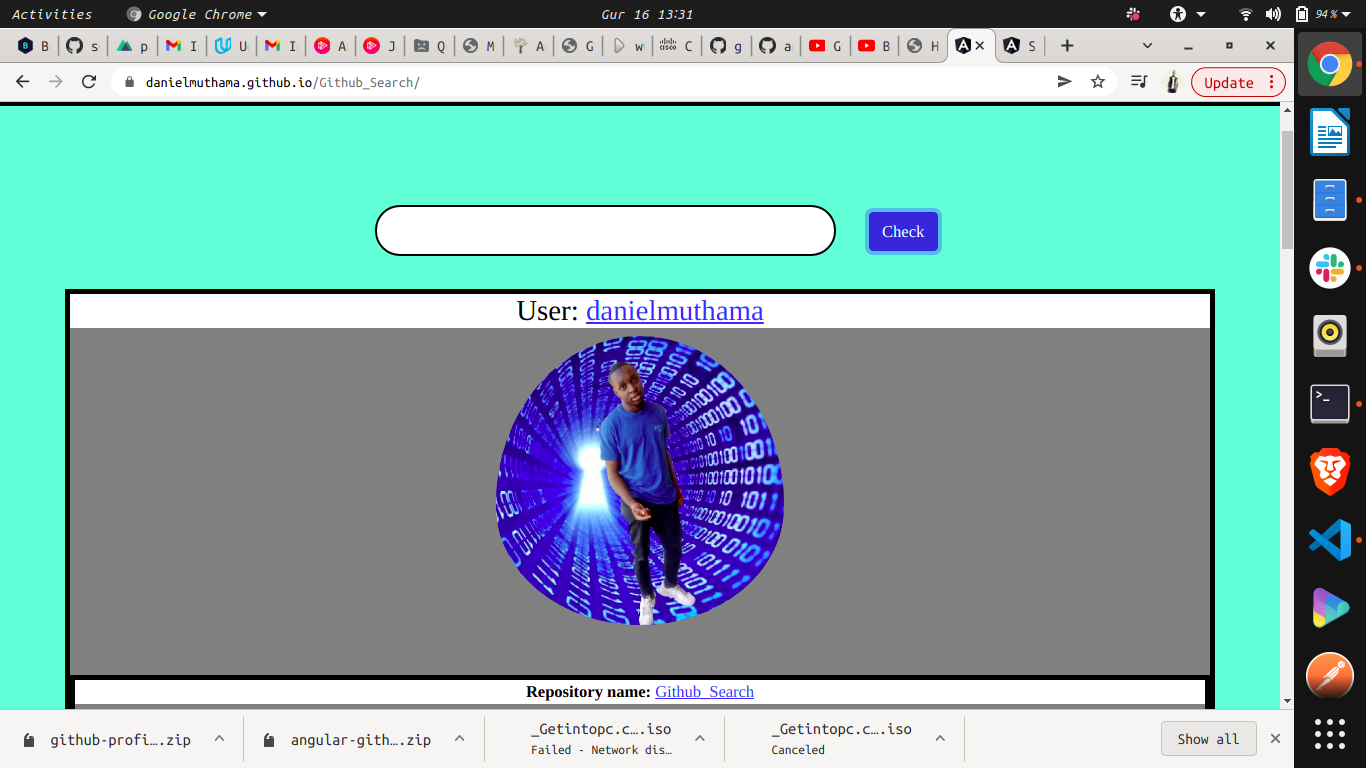 Activities
Google Chrome
Gur 16 13:31
94 %
B
s
p
I
U
I
A
J
Q
M
A
G
w
C
g
a
G
B
H
S
danielmuthama.github.io/Github_Search/
Update
Check
User: danielmuthama
Repository name: Github_Search
github-profi….zip
angular-gith….zip
_Getintopc.c….iso
Failed - Network dis…
_Getintopc.c….iso
Canceled
Show all